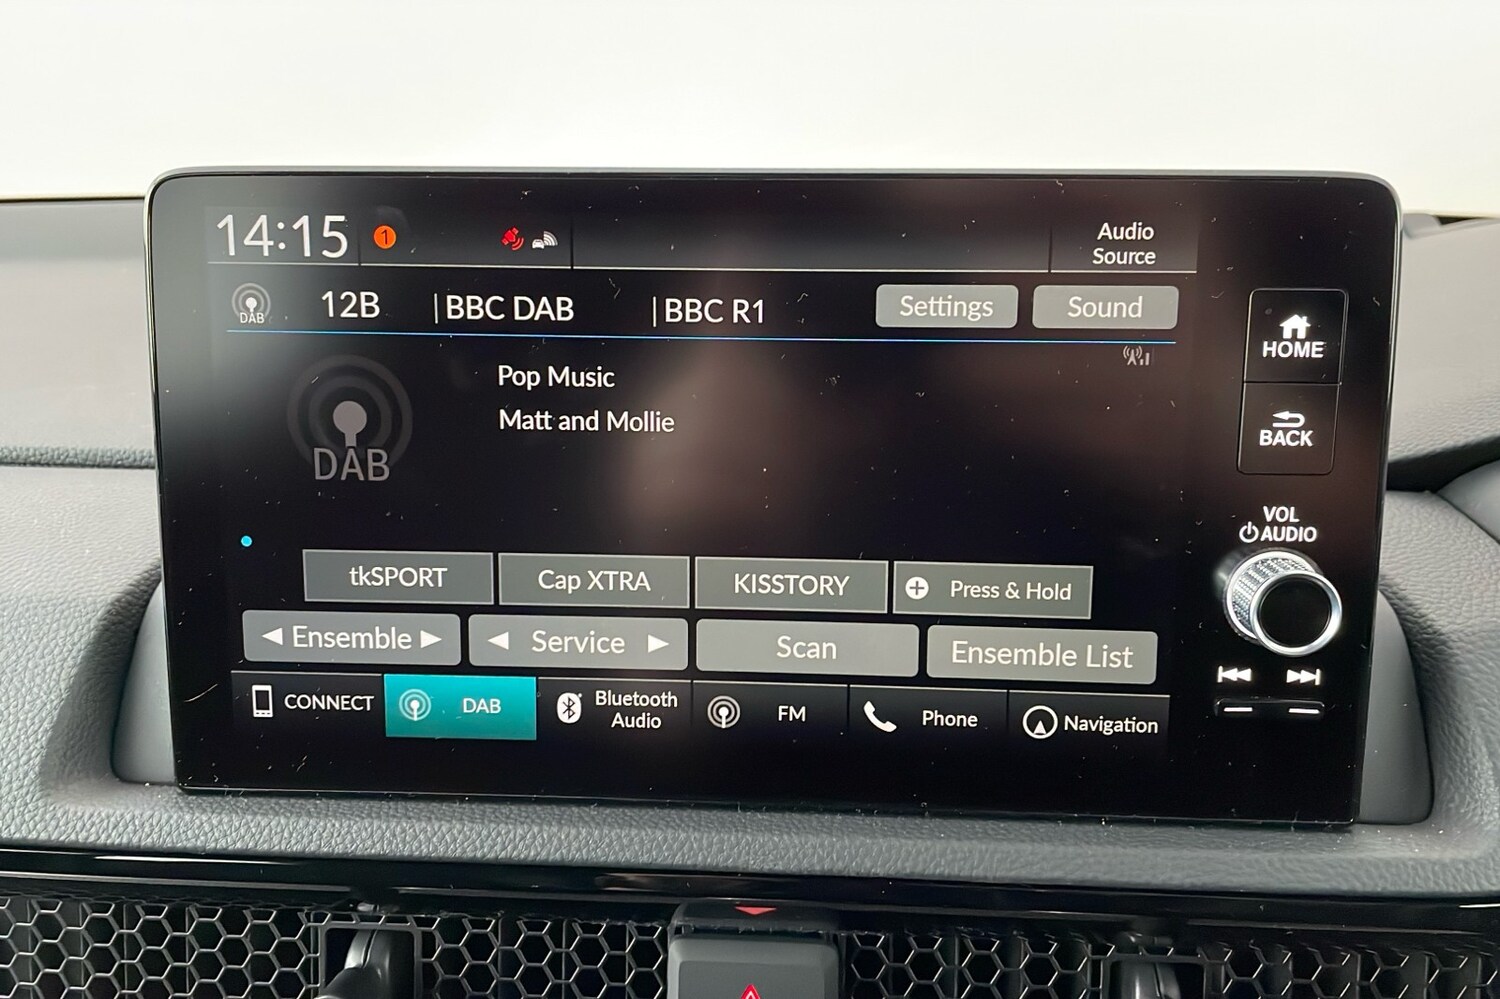 14:15
1
Audio
Source
DAB
12B
BBC DAB
BBC R1
Settings
Sound
HOME
Pop Music
Matt and Mollie
DAB
BACK
VOL
AUDIO
tkSPORT
Cap XTRA
KISSTORY
Press & Hold
Ensemble
Service
Scan
Ensemble List
CONNECT
DAB
Bluetooth
Audio
FM
Phone
Navigation